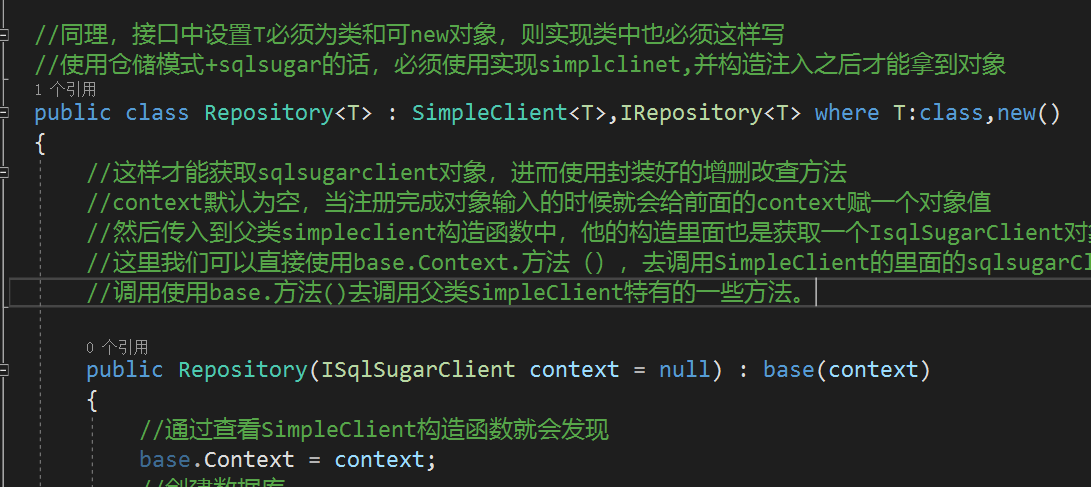 //同理，接口中设置T必须为类和可new对象，则实现类中也必须这样写
//使用仓储模式+sqlsugar的话，必须使用实现simplclinet,并构造注入之后才能拿到对象
1 个引用
public class Repository<T> : SimpleClient<T>,IRepository<T> where T:class,new()
{
//这样才能获取sqlsugarclient对象，进而使用封装好的增删改查方法
//context默认为空，当注册完成对象输入的时候就会给前面的context赋一个对象值
//然后传入到父类simpleclient构造函数中，他的构造里面也是获取一个IsqlSugarClient对象
//这里我们可以直接使用base.Context.方法（），去调用SimpleClient的里面的sqlsugarCl
//调用使用base.方法()去调用父类SimpleClient特有的一些方法。
0 个引用
public Repository(ISqlSugarClient context = null) : base(context)
{
//通过查看SimpleClient构造函数就会发现
base.Context = context;
//创建数据库